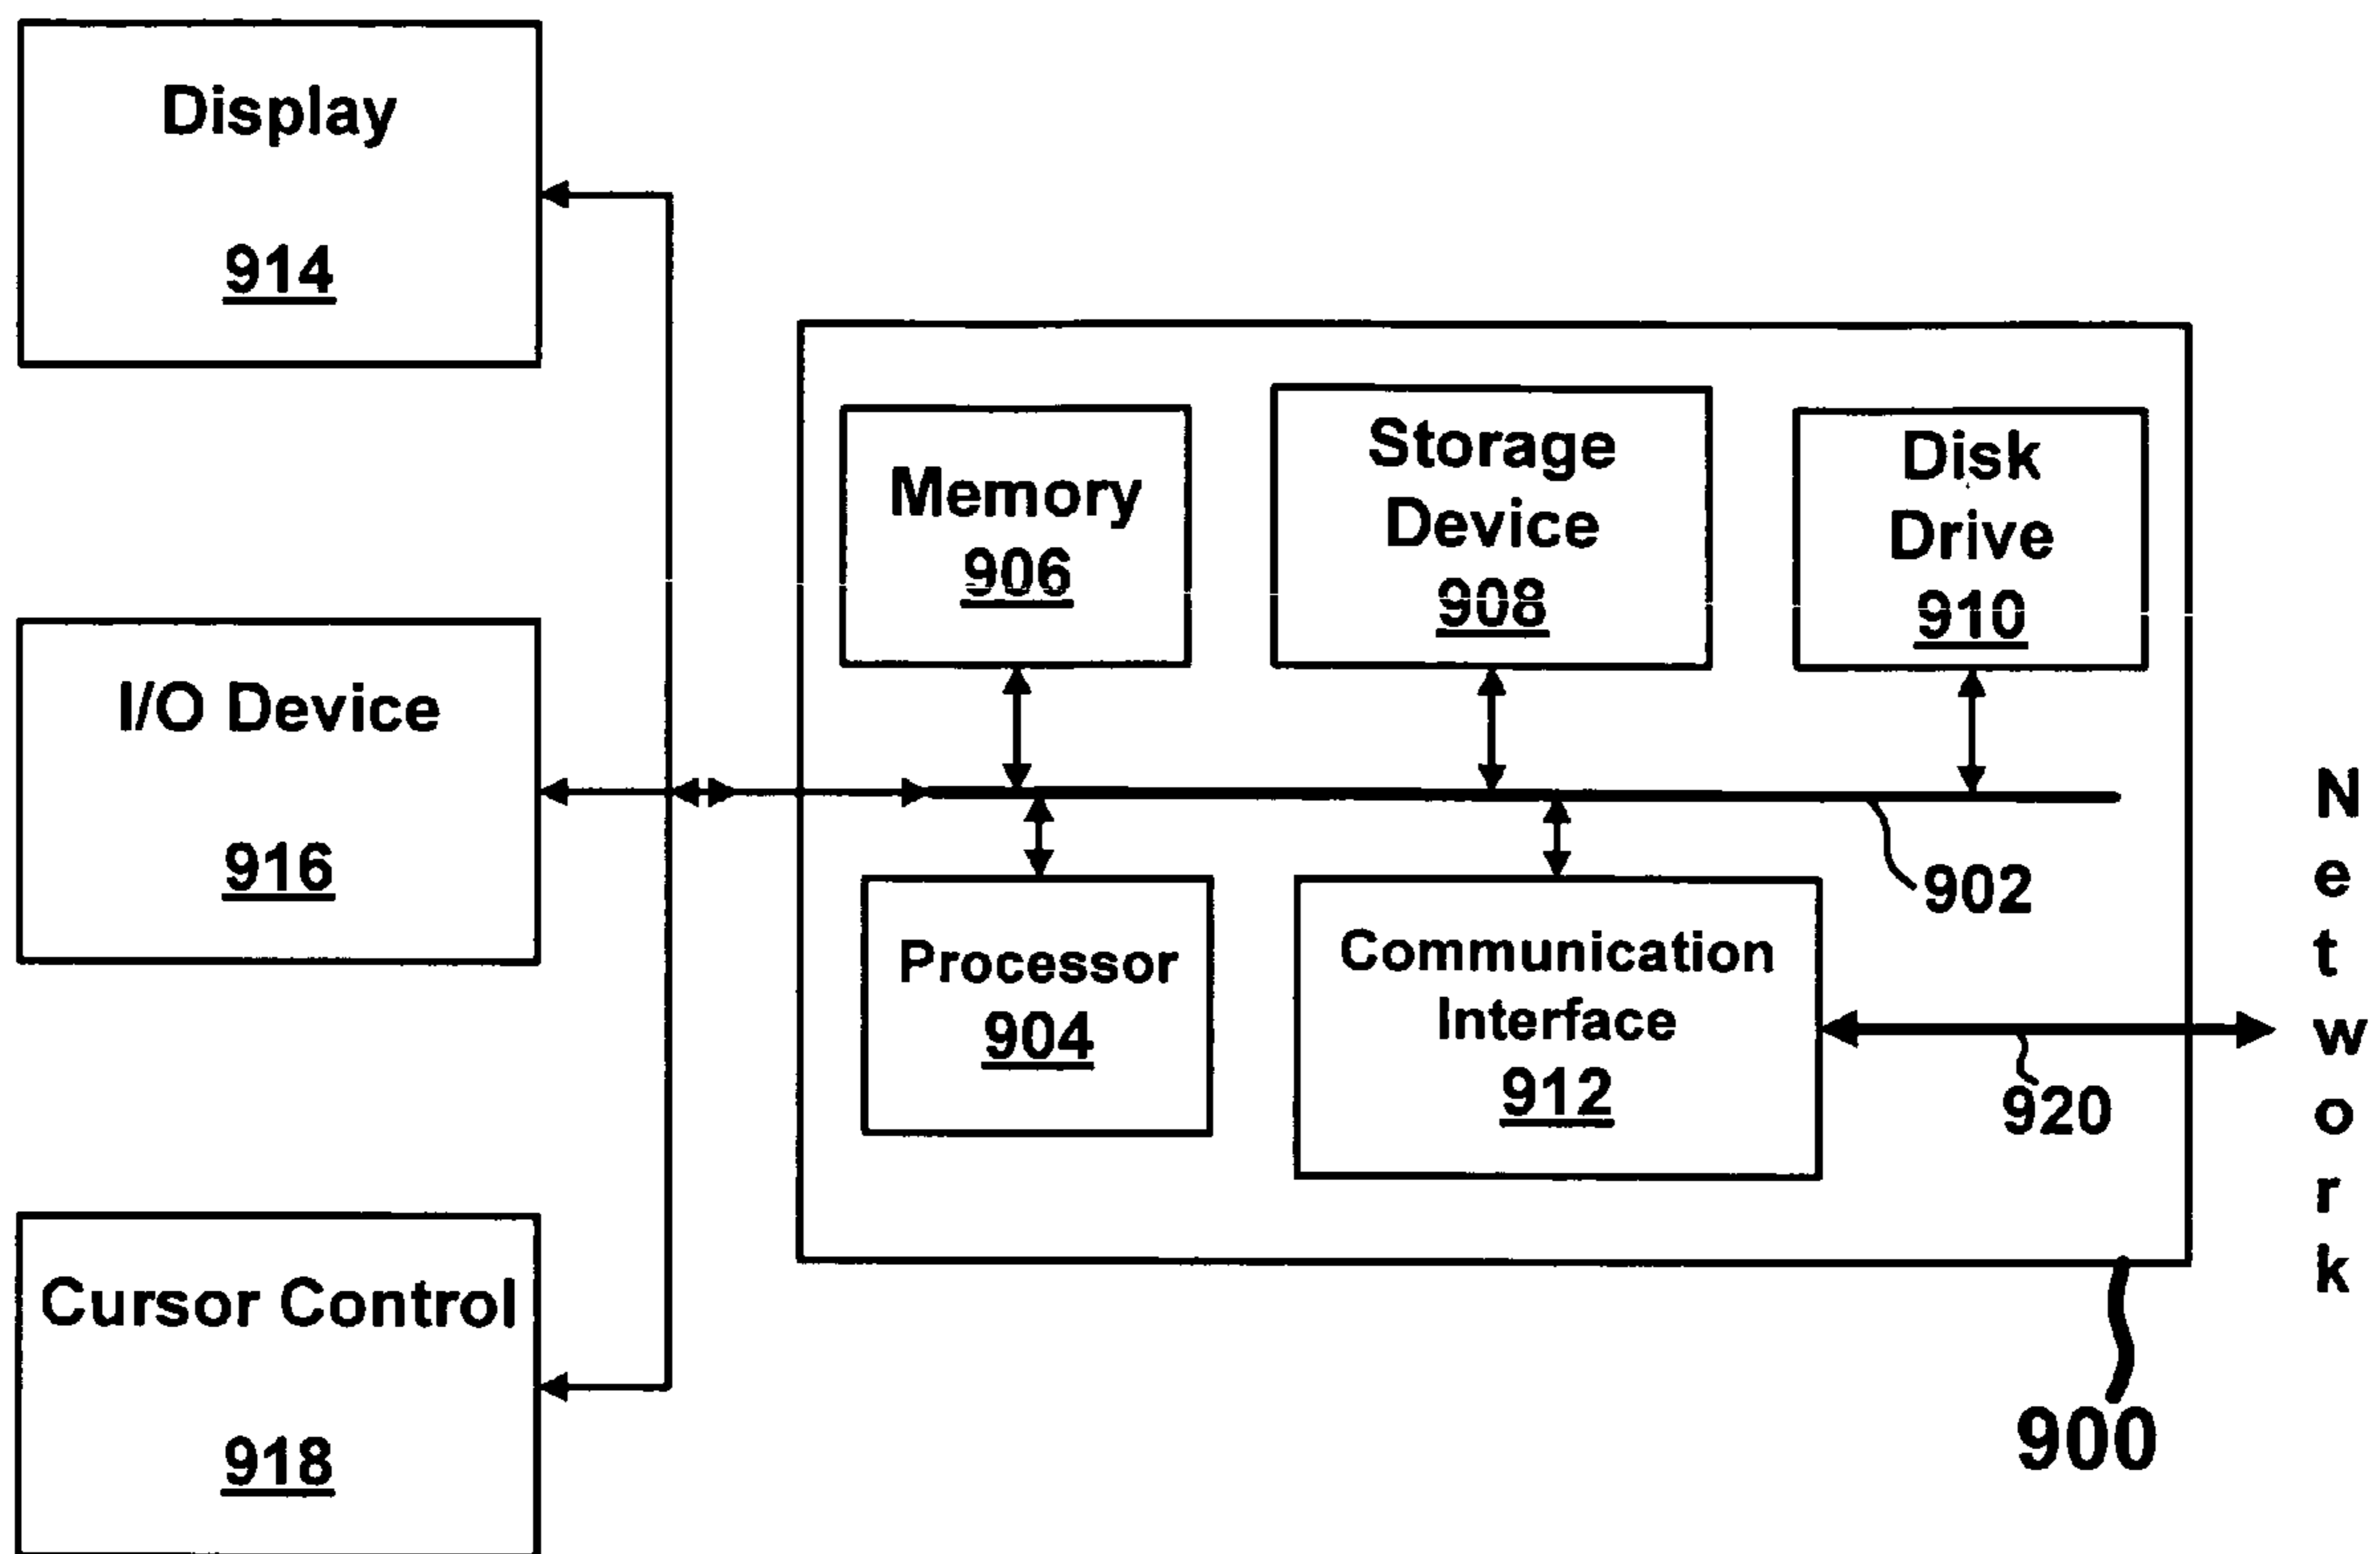 Display
914
I/O Device
916
Cursor Control
918
Memory
906
Storage
Device
908
Disk
Drive
910
902
Processor
904
Communication
Interface
912
920
900
Network